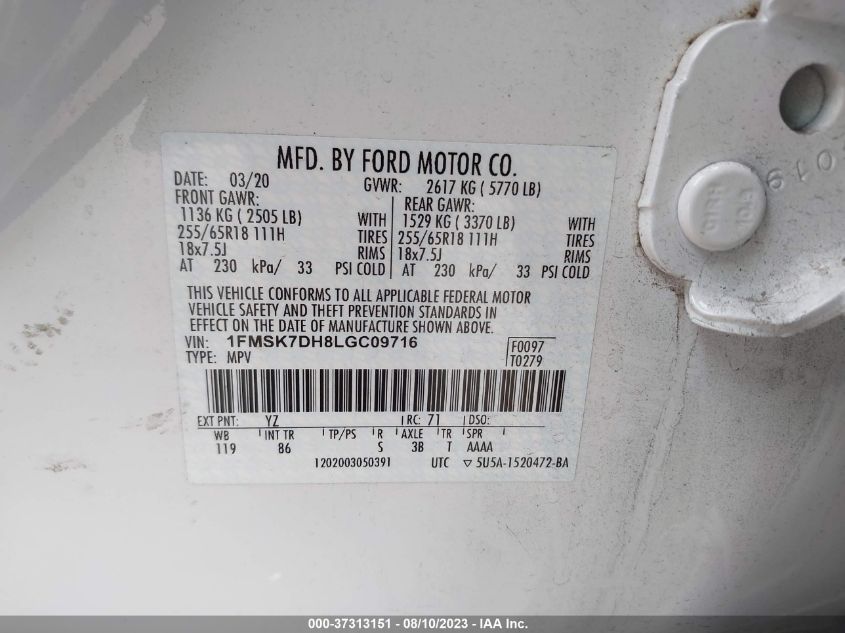 MFD. BY FORD MOTOR CO.
DATE: 03/20 GVWR: 2617 KG ( 5770 LB)
FRONT GAWR: REAR GAWR:
1136 KG ( 2505 LB) WITH 1529 KG ( 3370 LB) WITH
255/65R18 111H TIRES 255/65R18 111H TIRES
18x7.5J RIMS 18x7.5J RIMS
AT 230 kPa/ 33 PSI COLD AT 230 kPa/ 33 PSI COLD
THIS VEHICLE CONFORMS TO ALL APPLICABLE FEDERAL MOTOR
VEHICLE SAFETY AND THEFT PREVENTION STANDARDS IN
EFFECT ON THE DATE OF MANUFACTURE SHOWN ABOVE.
VIN: 1FMSK7DH8LGC09716 F0097
TYPE: MPV T0279
EXT PNT: YZ RC: 71 DSO:
WB INT TR TP/PS R AXLE TR SPR
119 86 S 3B T AAAA
1202003050391 UTC ▽ 5U5A-1520472-BA
019
000-37313151 - 08/10/2023 - IAA Inc.